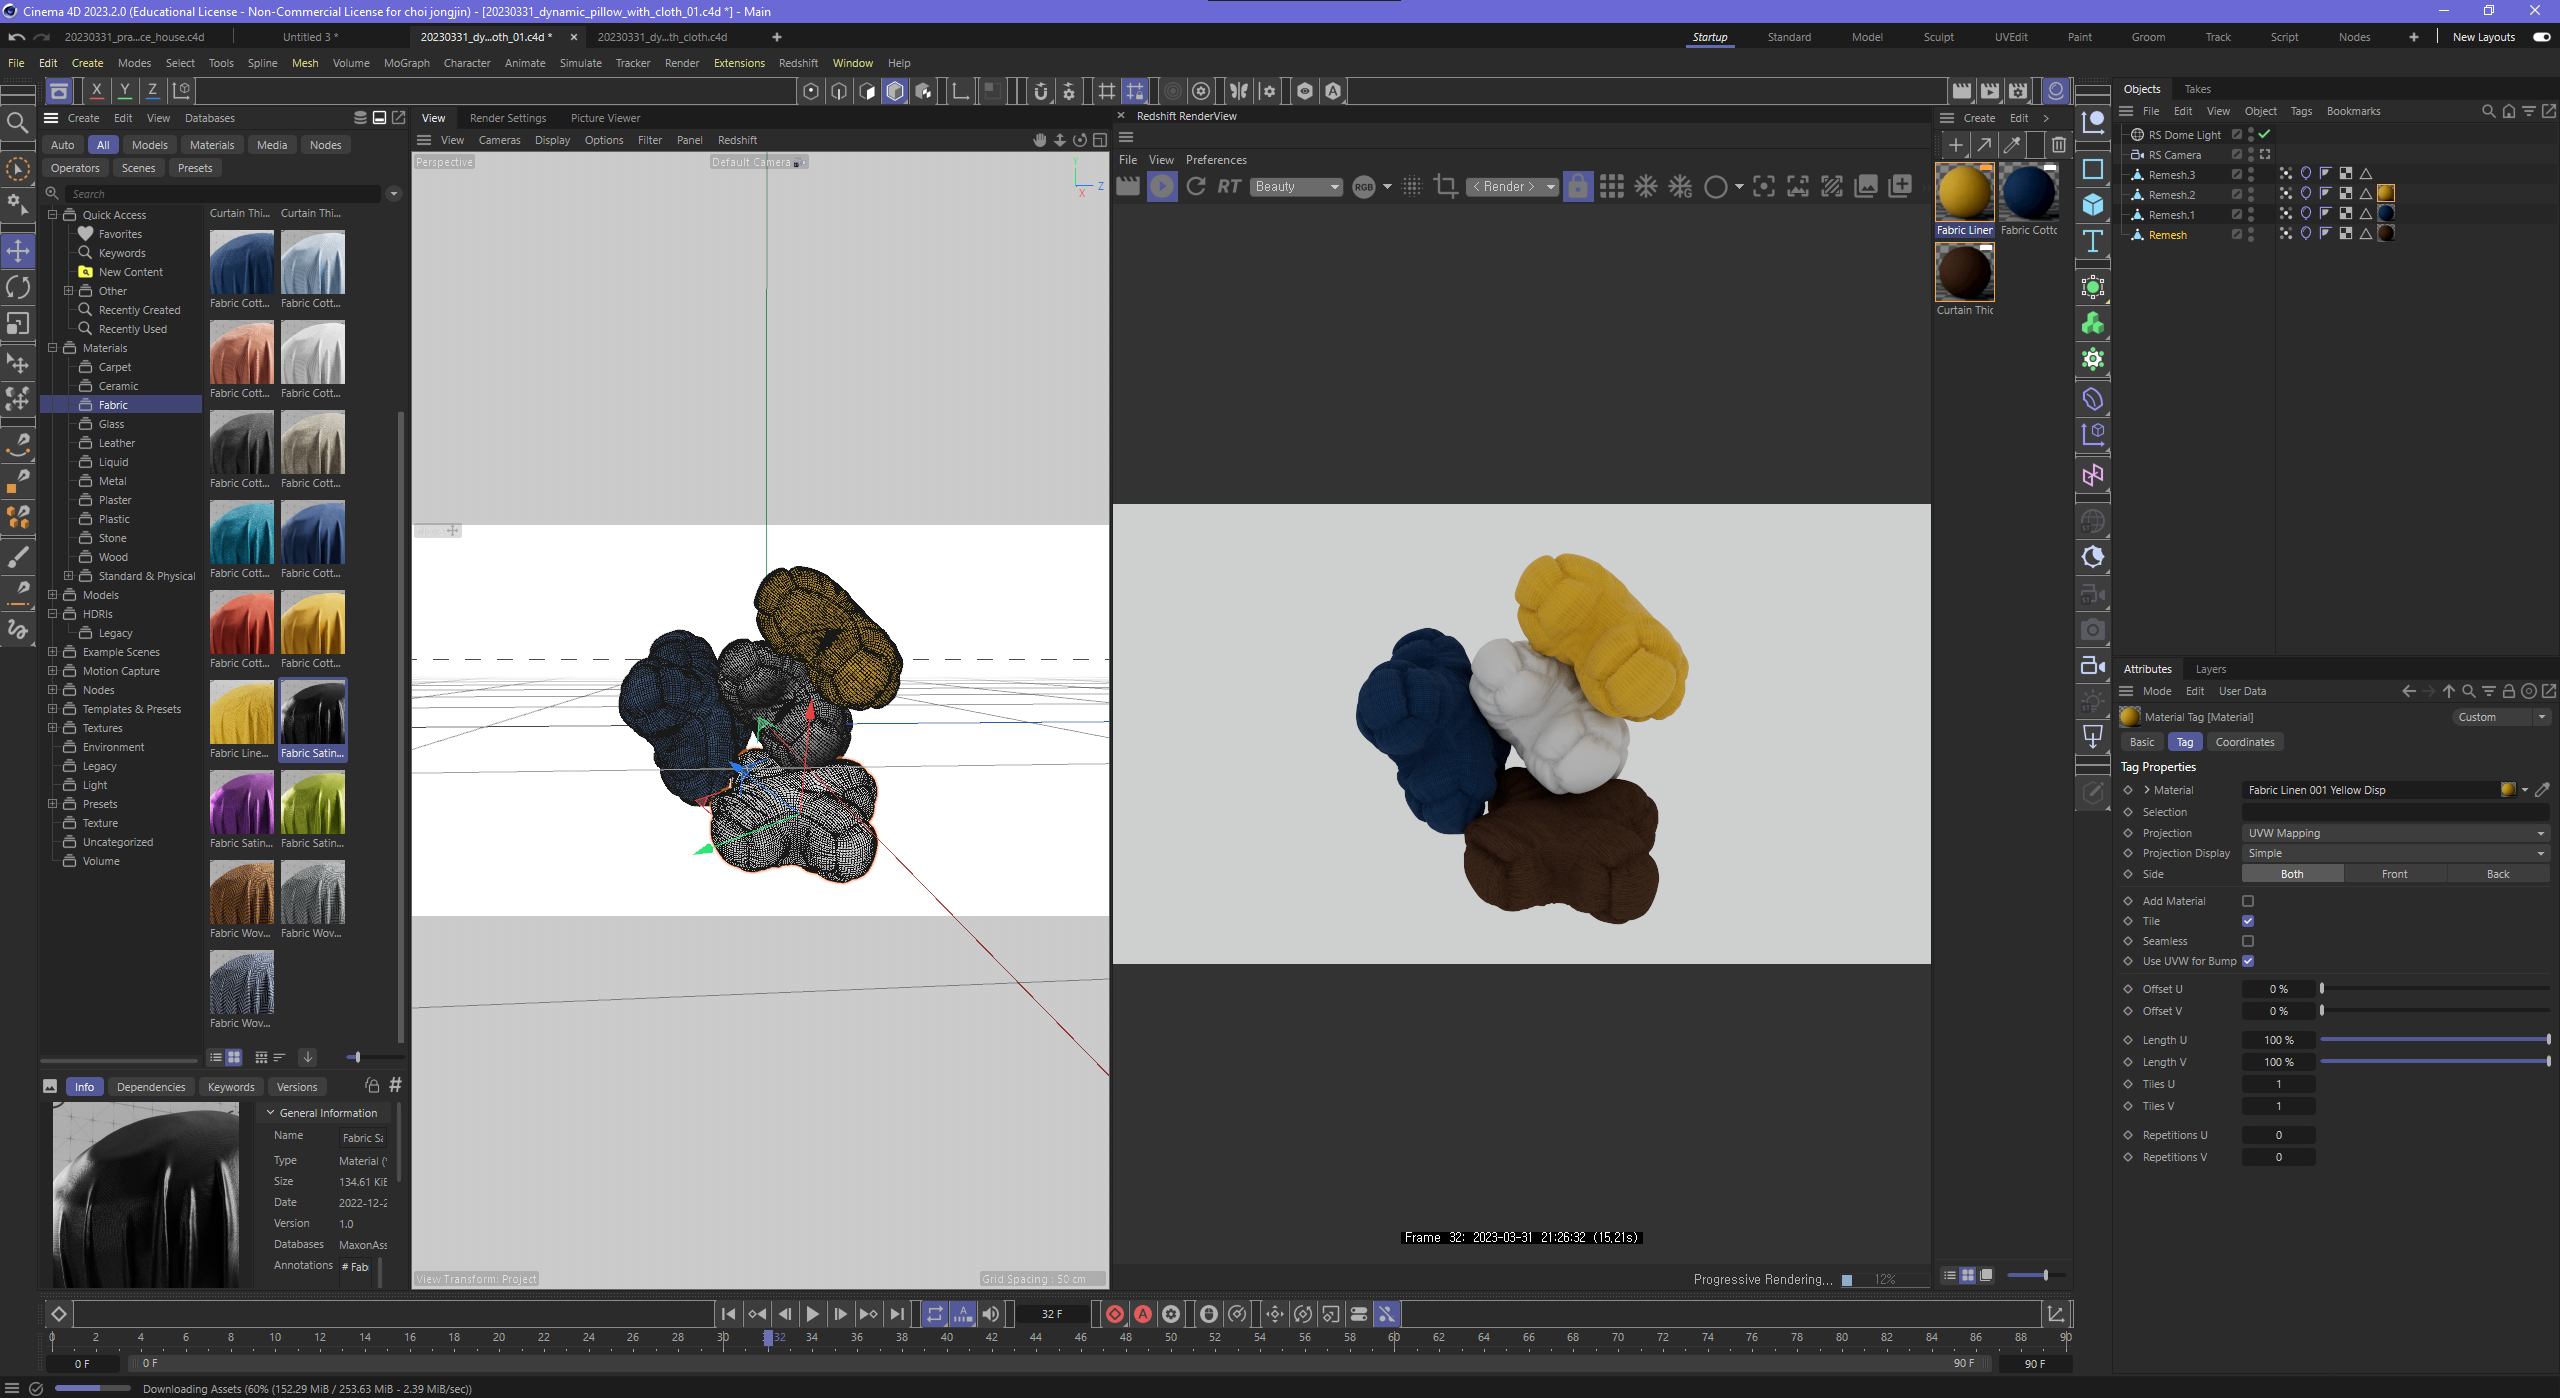 Cinema 4D 2023.2.0 (Educational License - Non-Commercial License for choi jongjin) - [20230331_dynamic_pillow_with_cloth_01.c4d *] - Main
20230331_pra...ce_house.c4d
Untitled 3 *
20230331_dy...oth_01.c4d *
20230331_dy...th_cloth.c4d
Startup Standard Model Sculpt UVEdit Paint Groom Track Script Nodes New Layouts
File Edit Create Modes Select Tools Spline Mesh Volume MoGraph Character Animate Simulate Tracker Render Extensions Redshift Window Help
X Y Z
Create Edit View Databases
Auto All Models Materials Media Nodes
Operators Scenes Presets
Search
Quick Access
Favorites
Keywords
New Content
Other
Recently Created
Recently Used
Materials
Carpet
Ceramic
Fabric
Glass
Leather
Liquid
Metal
Plaster
Plastic
Stone
Wood
Standard & Physical
Models
HDRIs
Legacy
Example Scenes
Motion Capture
Nodes
Templates & Presets
Textures
Environment
Legacy
Light
Presets
Texture
Uncategorized
Volume
Curtain Thi... Curtain Thi...
Fabric Cott... Fabric Cott...
Fabric Cott... Fabric Cott...
Fabric Cott... Fabric Cott...
Fabric Cott... Fabric Cott...
Fabric Cott... Fabric Cott...
Fabric Line... Fabric Satin...
Fabric Satin... Fabric Satin...
Fabric Wov... Fabric Wov...
Fabric Wov...
Info Dependencies Keywords Versions
General Information
Name Fabric Sa
Type Material (
Size 134.61 KiE
Date 2022-12-2
Version 1.0
Databases MaxonAss
Annotations # Fab
View Render Settings Picture Viewer
View Cameras Display Options Filter Panel Redshift
Perspective
Default Camera
Y
Z
X
View Transform: Project
Grid Spacing : 50 cm
Redshift RenderView
File View Preferences
RT Beauty RGB < Render >
Frame 32: 2023-03-31 21:26:32 (15,21s)
Progressive Rendering... 12%
Create Edit
Fabric Liner Fabric Cotto
Curtain Thic
Objects Takes
File Edit View Object Tags Bookmarks
RS Dome Light
RS Camera
Remesh.3
Remesh.2
Remesh.1
Remesh
Attributes Layers
Mode Edit User Data
Material Tag [Material] Custom
Basic Tag Coordinates
Tag Properties
Material Fabric Linen 001 Yellow Disp
Selection
Projection UVW Mapping
Projection Display Simple
Side Both Front Back
Add Material
Tile
Seamless
Use UVW for Bump
Offset U 0 %
Offset V 0 %
Length U 100 %
Length V 100 %
Tiles U 1
Tiles V 1
Repetitions U 0
Repetitions V 0
32 F
0 2 4 6 8 10 12 14 16 18 20 22 24 26 28 30 32 34 36 38 40 42 44 46 48 50 52 54 56 58 60 62 64 66 68 70 72 74 76 78 80 82 84 86 88 90
0 F 0 F 90 F 90 F
Downloading Assets (60% (152.29 MiB / 253.63 MiB - 2.39 MiB/sec))